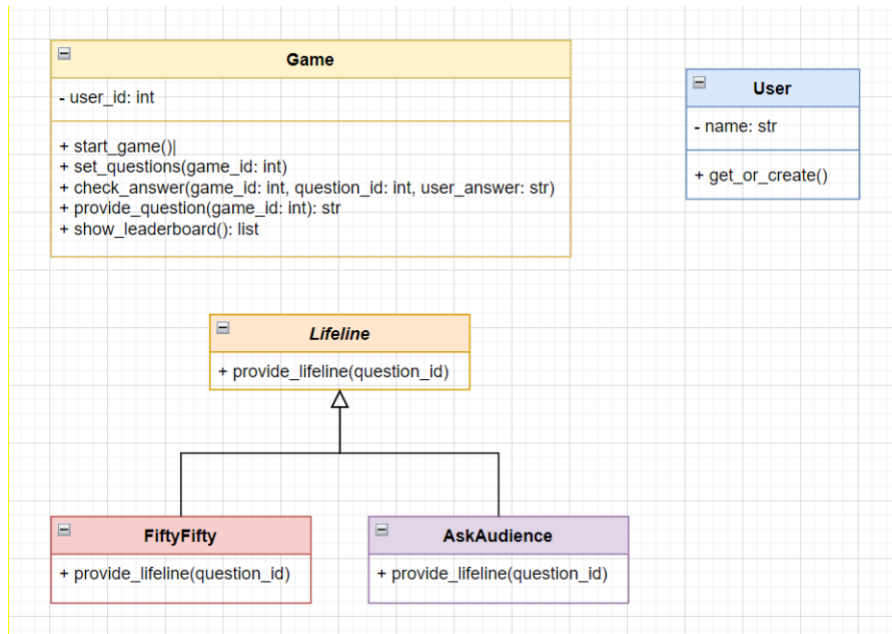 Game
- user_id: int
+ start_game()|
+ set_questions(game_id: int)
+ check_answer(game_id: int, question_id: int, user_answer: str)
+ provide_question(game_id: int): str
+ show_leaderboard(): list
User
- name: str
+ get_or_create()
Lifeline
+ provide_lifeline(question_id)
FiftyFifty
+ provide_lifeline(question_id)
AskAudience
+ provide_lifeline(question_id)